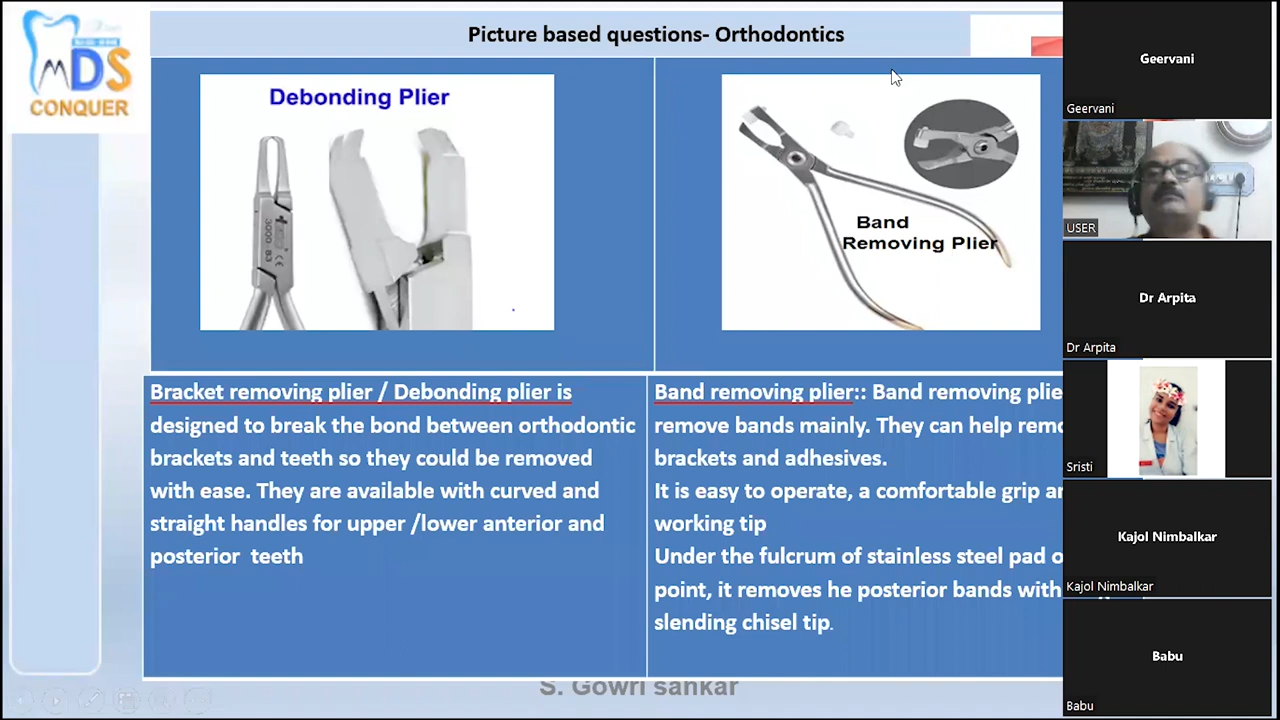 Picture based questions- Orthodontics
MDS
CONQUER
Debonding Plier
3000-83
CE
Band
Removing Plier
Bracket removing plier / Debonding plier is
designed to break the bond between orthodontic
brackets and teeth so they could be removed
with ease. They are available with curved and
straight handles for upper /lower anterior and
posterior  teeth
Band removing plier:: Band removing plie
remove bands mainly. They can help remo
brackets and adhesives.
It is easy to operate, a comfortable grip an
working tip
Under the fulcrum of stainless steel pad o
point, it removes he posterior bands with
slending chisel tip.
S. Gowri sankar
Geervani
Geervani
USER
Dr Arpita
Dr Arpita
Sristi
Kajol Nimbalkar
Kajol Nimbalkar
Babu
Babu